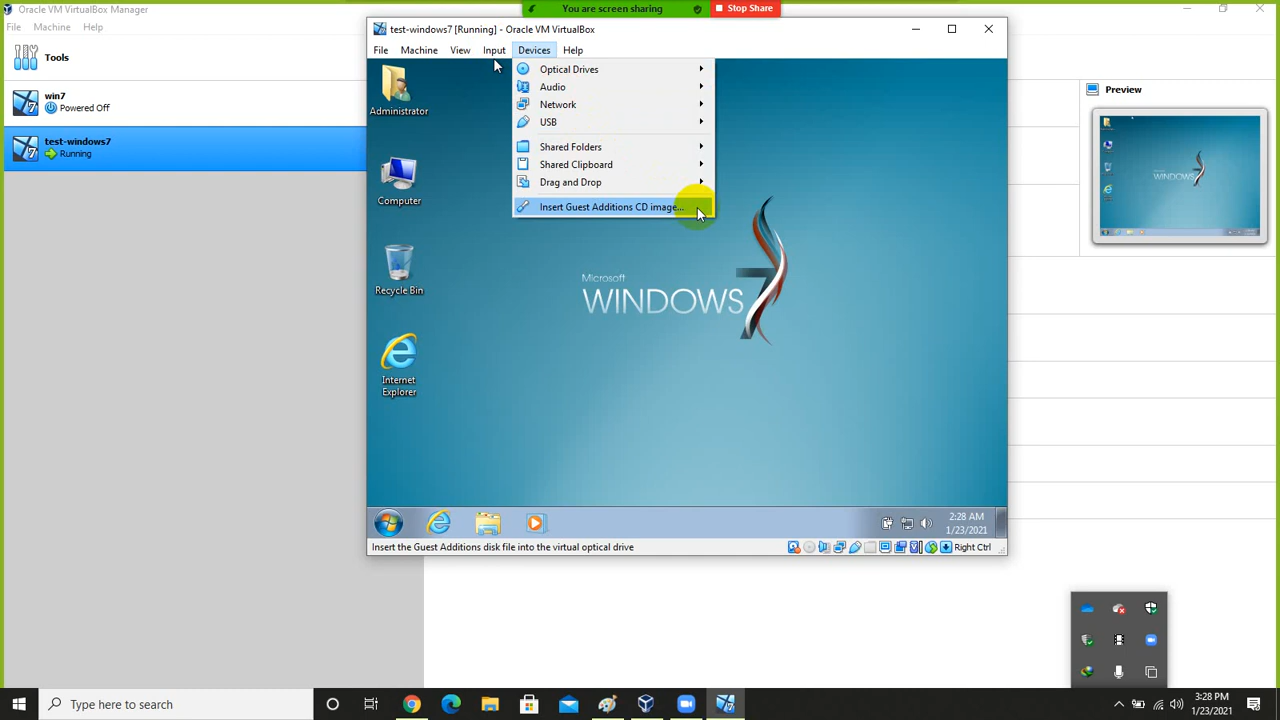 Oracle VM VirtualBox Manager
You are screen sharing
Stop Share
File Machine Help
Tools
win7
Powered Off
test-windows7
Running
test-windows7 [Running] - Oracle VM VirtualBox
File Machine View Input Devices Help
Optical Drives
Audio
Network
USB
Shared Folders
Shared Clipboard
Drag and Drop
Insert Guest Additions CD image...
Administrator
Computer
Recycle Bin
Internet
Explorer
Microsoft
WINDOWS 7
2:28 AM
1/23/2021
Insert the Guest Additions disk file into the virtual optical drive
Right Ctrl
Preview
Type here to search
3:28 PM
1/23/2021